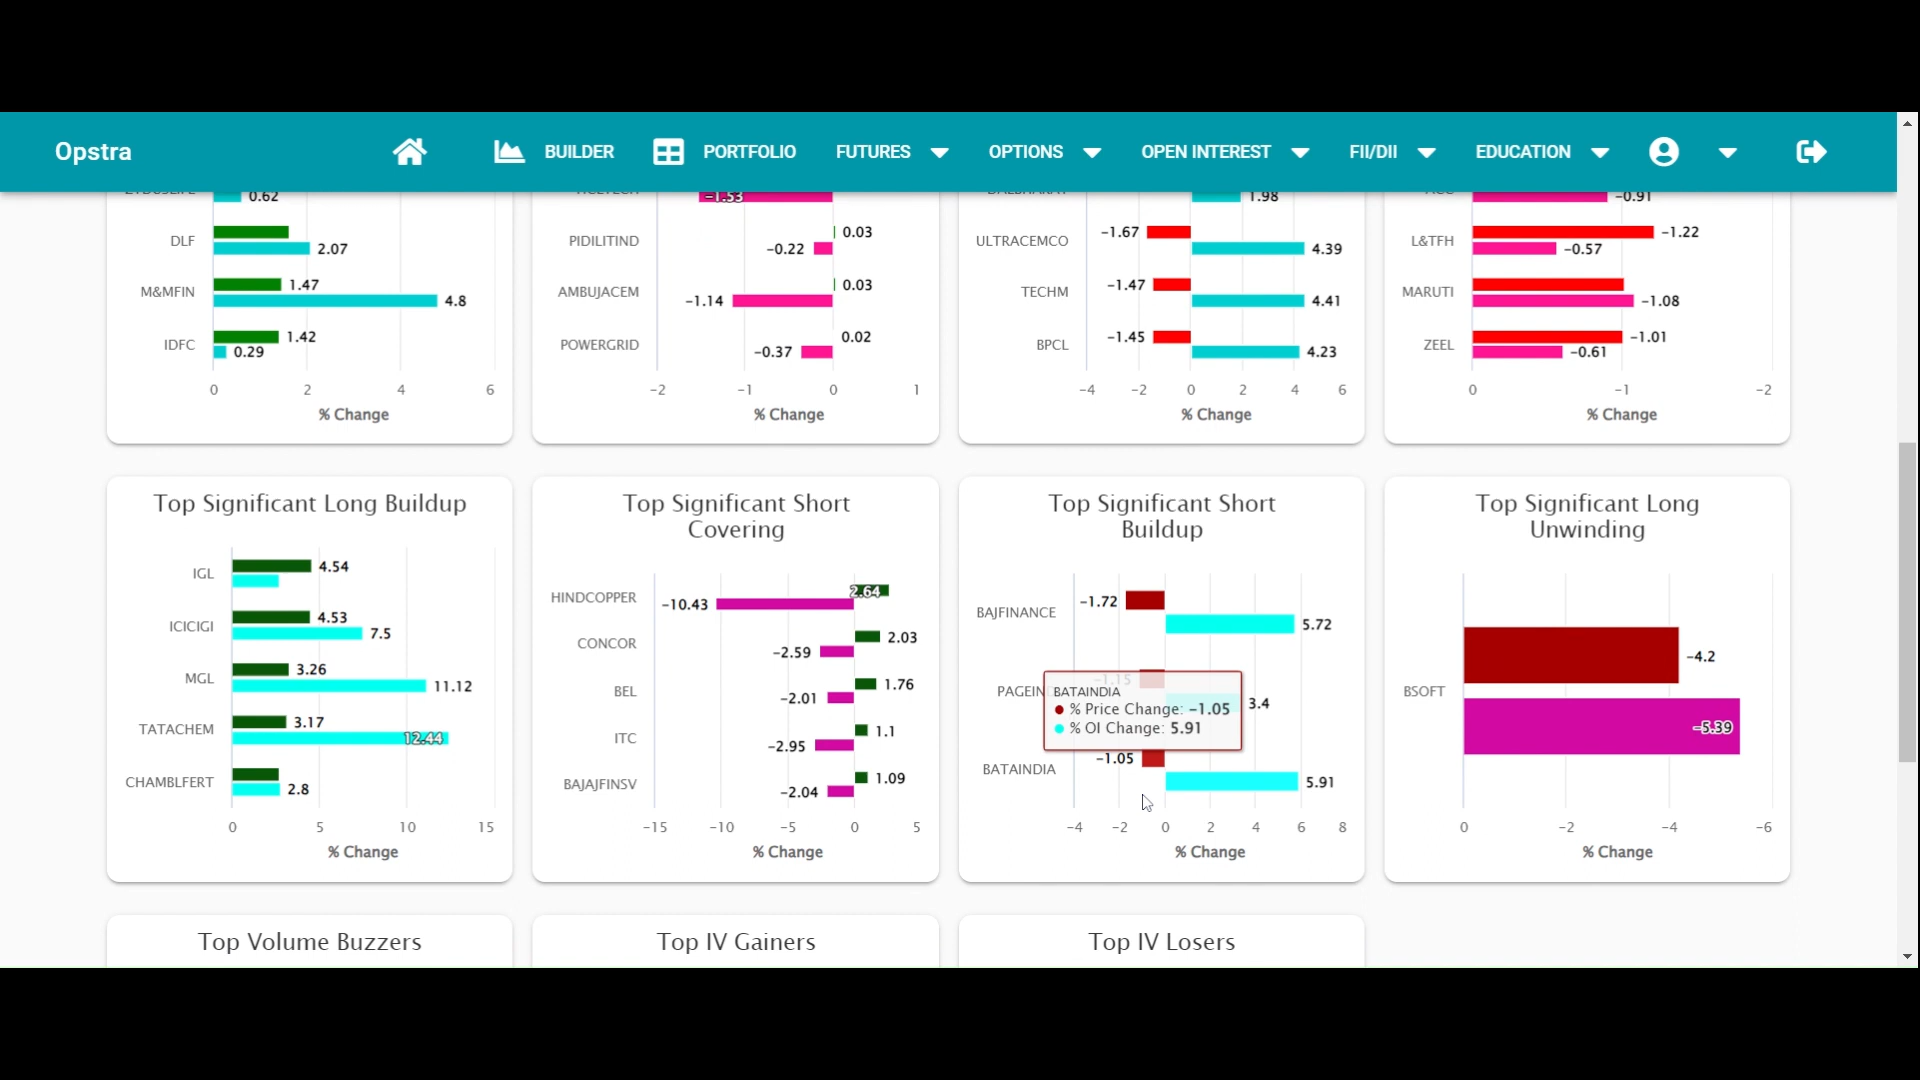 Opstra
BUILDER
PORTFOLIO
FUTURES
OPTIONS
OPEN INTEREST
FII/DII
EDUCATION
0.62
DLF
2.07
M&MFIN
1.47
4.8
IDFC
1.42
0.29
0 2 4 6
% Change
-1.53
PIDILITIND
0.03
-0.22
AMBUJACEM
0.03
-1.14
POWERGRID
0.02
-0.37
-2 -1 0 1
% Change
1.98
ULTRACEMCO
-1.67
4.39
TECHM
-1.47
4.41
BPCL
-1.45
4.23
-4 -2 0 2 4 6
% Change
-0.91
L&TFH
-1.22
-0.57
MARUTI
-1.08
ZEEL
-1.01
-0.61
0 -1 -2
% Change
Top Significant Long Buildup
IGL
4.54
ICICIGI
4.53
7.5
MGL
3.26
11.12
TATACHEM
3.17
12.44
CHAMBLFERT
2.8
0 5 10 15
% Change
Top Significant Short
Covering
HINDCOPPER
2.64
-10.43
CONCOR
2.03
-2.59
BEL
1.76
-2.01
ITC
1.1
-2.95
BAJAJFINSV
1.09
-2.04
-15 -10 -5 0 5
% Change
Top Significant Short
Buildup
BAJFINANCE
-1.72
5.72
-1.15
PAGEIN
3.4
BATAINDIA
% Price Change: -1.05
% OI Change: 5.91
BATAINDIA
-1.05
5.91
-4 -2 0 2 4 6 8
% Change
Top Significant Long
Unwinding
BSOFT
-4.2
-5.39
0 -2 -4 -6
% Change
Top Volume Buzzers
Top IV Gainers
Top IV Losers